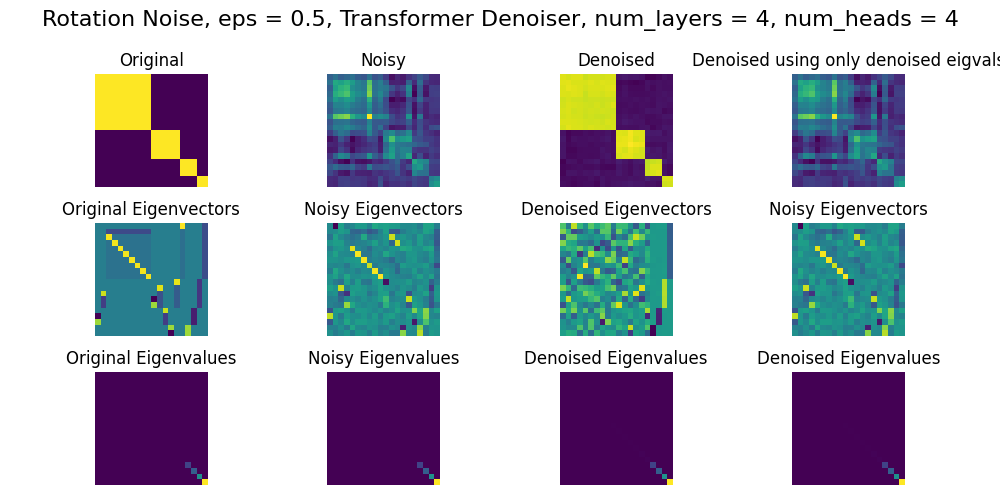 Rotation Noise, eps = 0.5, Transformer Denoiser, num_layers = 4, num_heads = 4
Original Noisy Denoised Denoised using only denoised eigvals
Original Eigenvectors Noisy Eigenvectors Denoised Eigenvectors Noisy Eigenvectors
Original Eigenvalues Noisy Eigenvalues Denoised Eigenvalues Denoised Eigenvalues